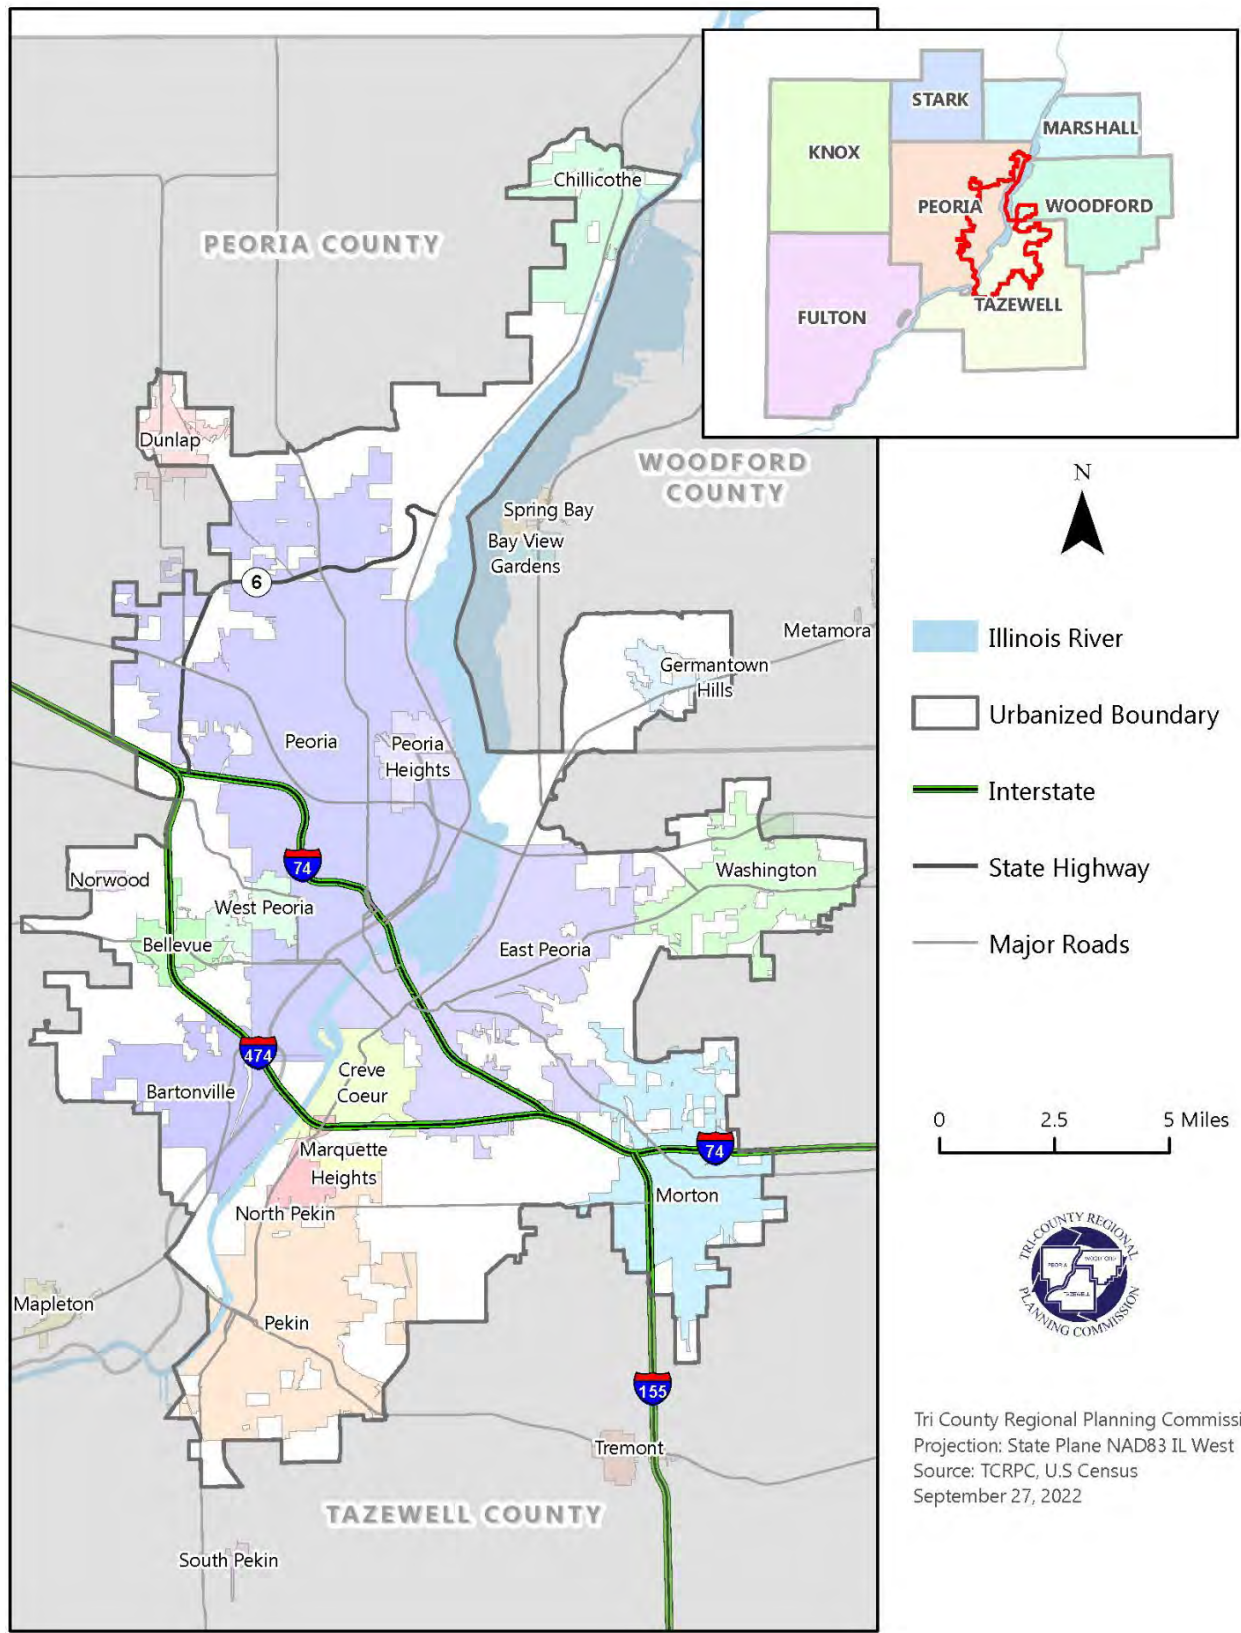 Chillicothe
PEORIA COUNTY
Dunlap
WOODFORD
COUNTY
Spring Bay
Bay View
Gardens
6
Metamora
Germantown
Hills
Peoria
Peoria
Heights
74
Washington
Norwood
West Peoria
Bellevue
East Peoria
474
Creve
Coeur
Bartonville
Marquette
Heights
74
Morton
North Pekin
Mapleton
Pekin
155
Tremont
TAZEWELL COUNTY
South Pekin
STARK
MARSHALL
KNOX
PEORIA
WOODFORD
TAZEWELL
FULTON
N
Illinois River
Urbanized Boundary
Interstate
State Highway
Major Roads
0 2.5 5 Miles
TRI-COUNTY REGIONAL
PEORIA
WOODFORD
TAZEWELL
PLANNING COMMISSION
Tri County Regional Planning Commissi
Projection: State Plane NAD83 IL West
Source: TCRPC, U.S Census
September 27, 2022